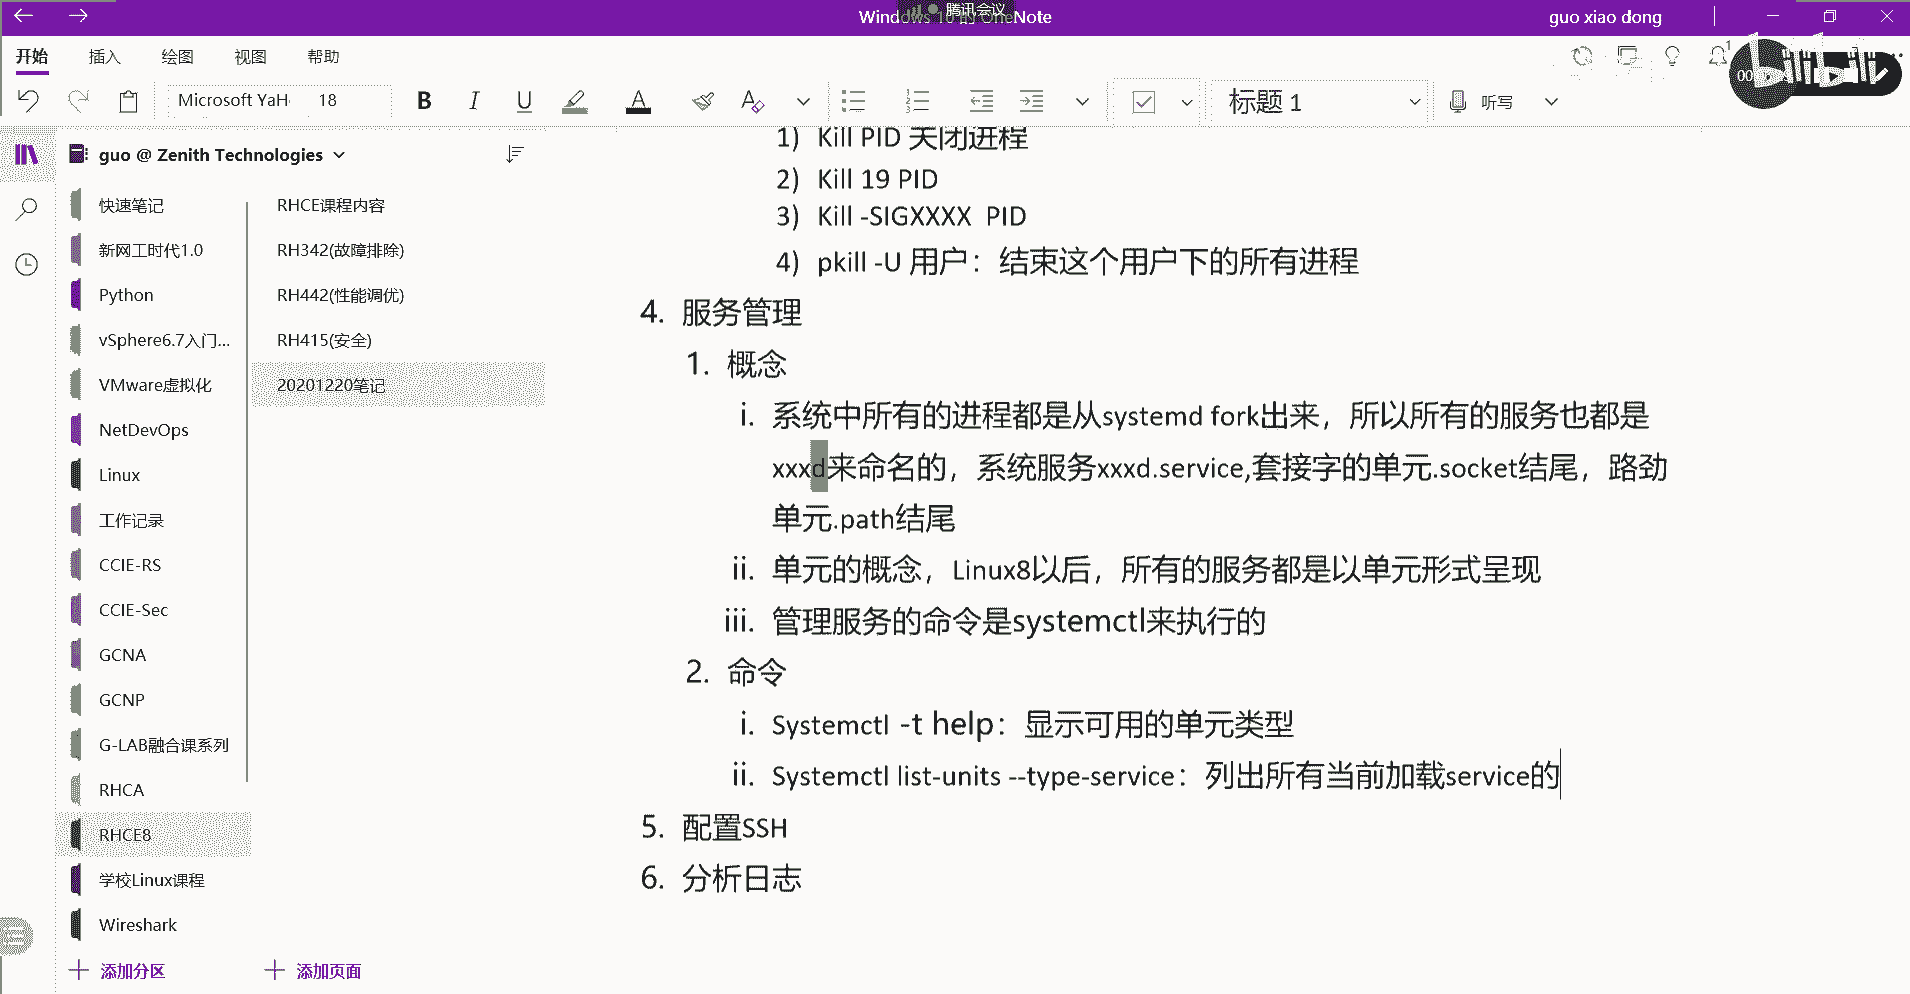 Windows 10 的 OneNote
腾讯会议
guo xiao dong
开始 插入 绘图 视图 帮助
Microsoft YaH 18 B I U A 标题 1 听写
guo @ Zenith Technologies
快速笔记
新网工时代1.0
Python
vSphere6.7入门...
VMware虚拟化
NetDevOps
Linux
工作记录
CCIE-RS
CCIE-Sec
GCNA
GCNP
G-LAB融合课系列
RHCA
RHCE8
学校Linux课程
Wireshark
添加分区
RHCE课程内容
RH342(故障排除)
RH442(性能调优)
RH415(安全)
20201220笔记
添加页面
1) Kill PID 关闭进程
2) Kill 19 PID
3) Kill -SIGXXXX PID
4) pkill -U 用户：结束这个用户下的所有进程
4. 服务管理
1. 概念
i. 系统中所有的进程都是从systemd fork出来，所以所有的服务也都是
xxxd来命名的，系统服务xxxd.service,套接字的单元.socket结尾，路劲
单元.path结尾
ii. 单元的概念，Linux8以后，所有的服务都是以单元形式呈现
iii. 管理服务的命令是systemctl来执行的
2. 命令
i. Systemctl -t help：显示可用的单元类型
ii. Systemctl list-units --type-service：列出所有当前加载service的
5. 配置SSH
6. 分析日志
bilibili